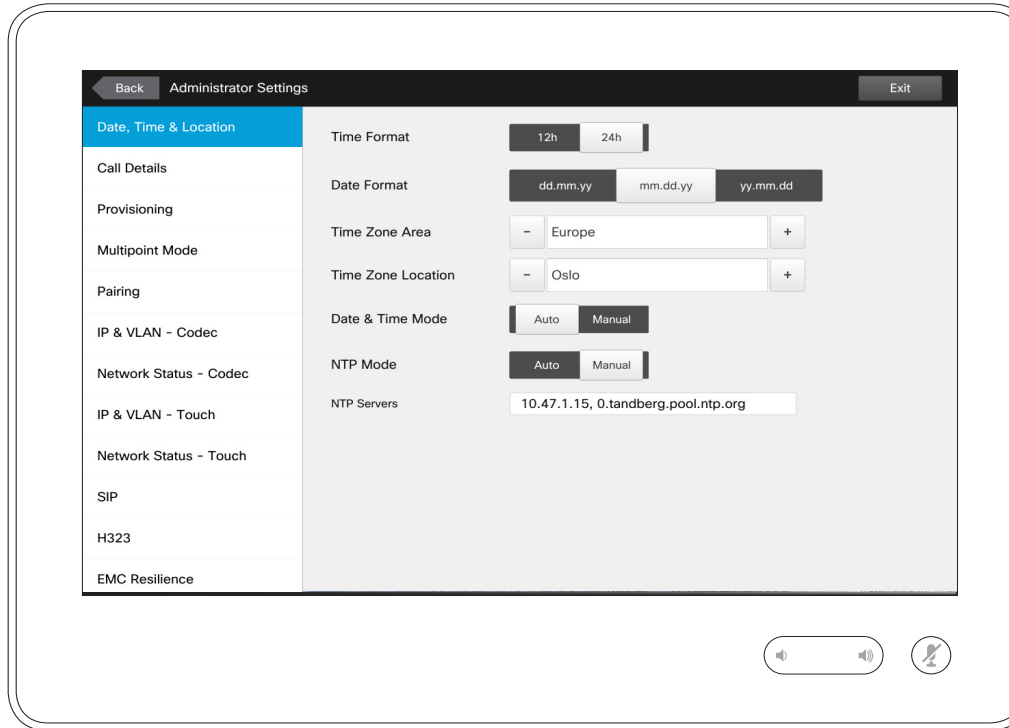 Back Administrator Settings Exit
Date, Time & Location
Call Details
Provisioning
Multipoint Mode
Pairing
IP & VLAN - Codec
Network Status - Codec
IP & VLAN - Touch
Network Status - Touch
SIP
H323
EMC Resilience
Time Format 12h 24h
Date Format dd.mm.yy mm.dd.yy yy.mm.dd
Time Zone Area - Europe +
Time Zone Location - Oslo +
Date & Time Mode Auto Manual
NTP Mode Auto Manual
NTP Servers 10.47.1.15, 0.tandberg.pool.ntp.org